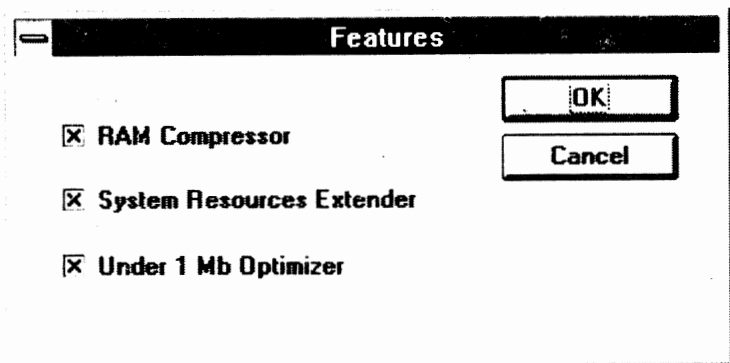 Features
OK
RAM Compressor
Cancel
System Resources Extender
Under 1 Mb Optimizer